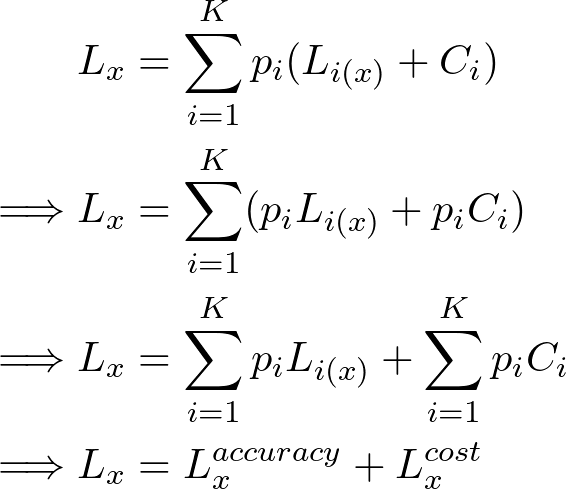 L_x = \sum_{i=1}^{K} p_i (L_{i(x)} + C_i)
\implies L_x = \sum_{i=1}^{K} (p_i L_{i(x)} + p_i C_i)
\implies L_x = \sum_{i=1}^{K} p_i L_{i(x)} + \sum_{i=1}^{K} p_i C_i
\implies L_x = L_x^{accuracy} + L_x^{cost}